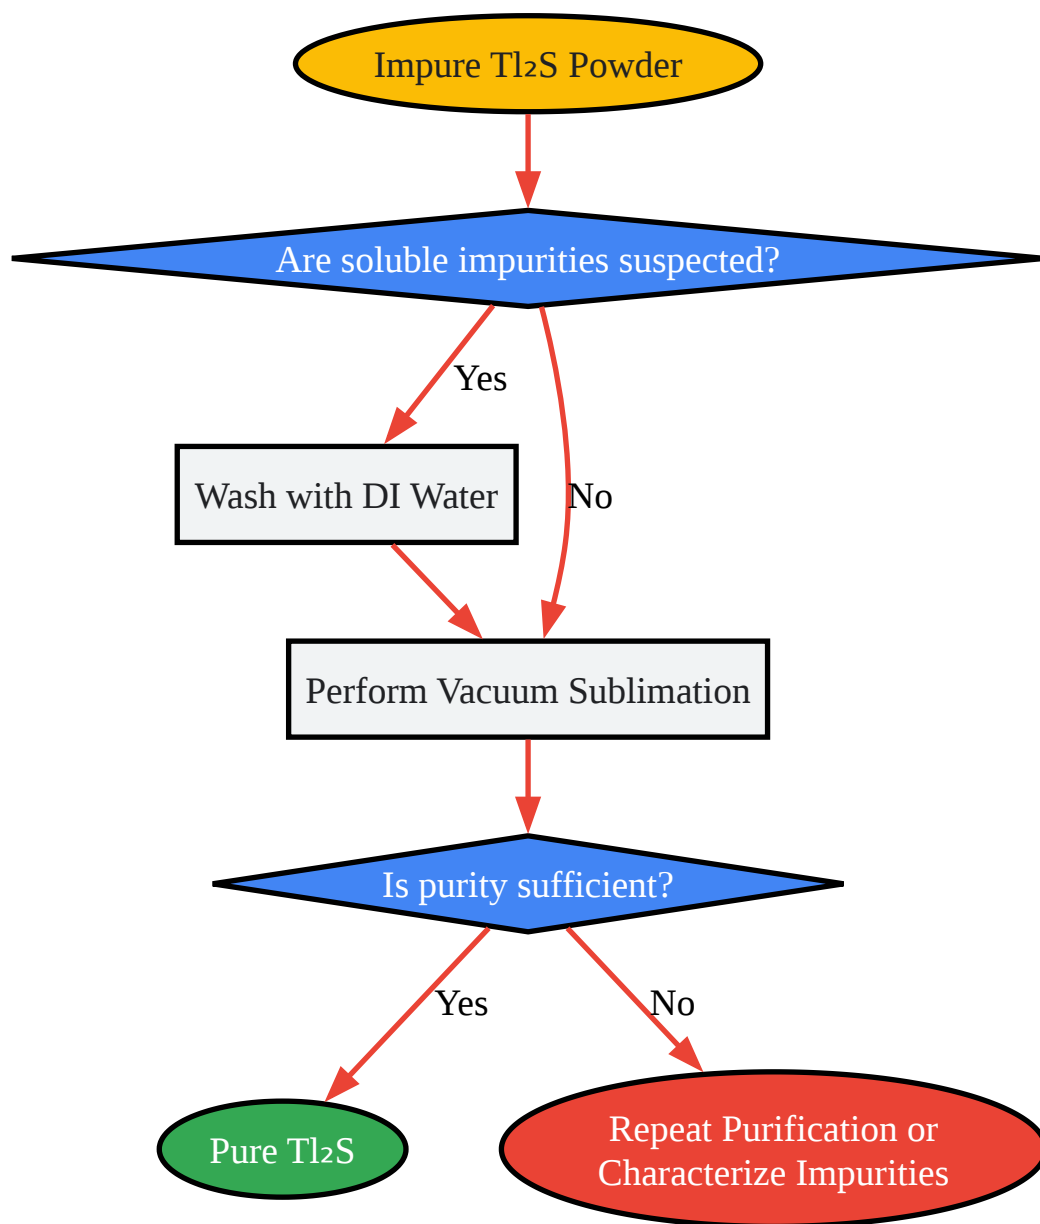 Impure Tl₂S Powder
Are soluble impurities suspected?
Yes
Wash with DI Water
No
Perform Vacuum Sublimation
Is purity sufficient?
Yes
No
Pure Tl₂S
Repeat Purification or
Characterize Impurities